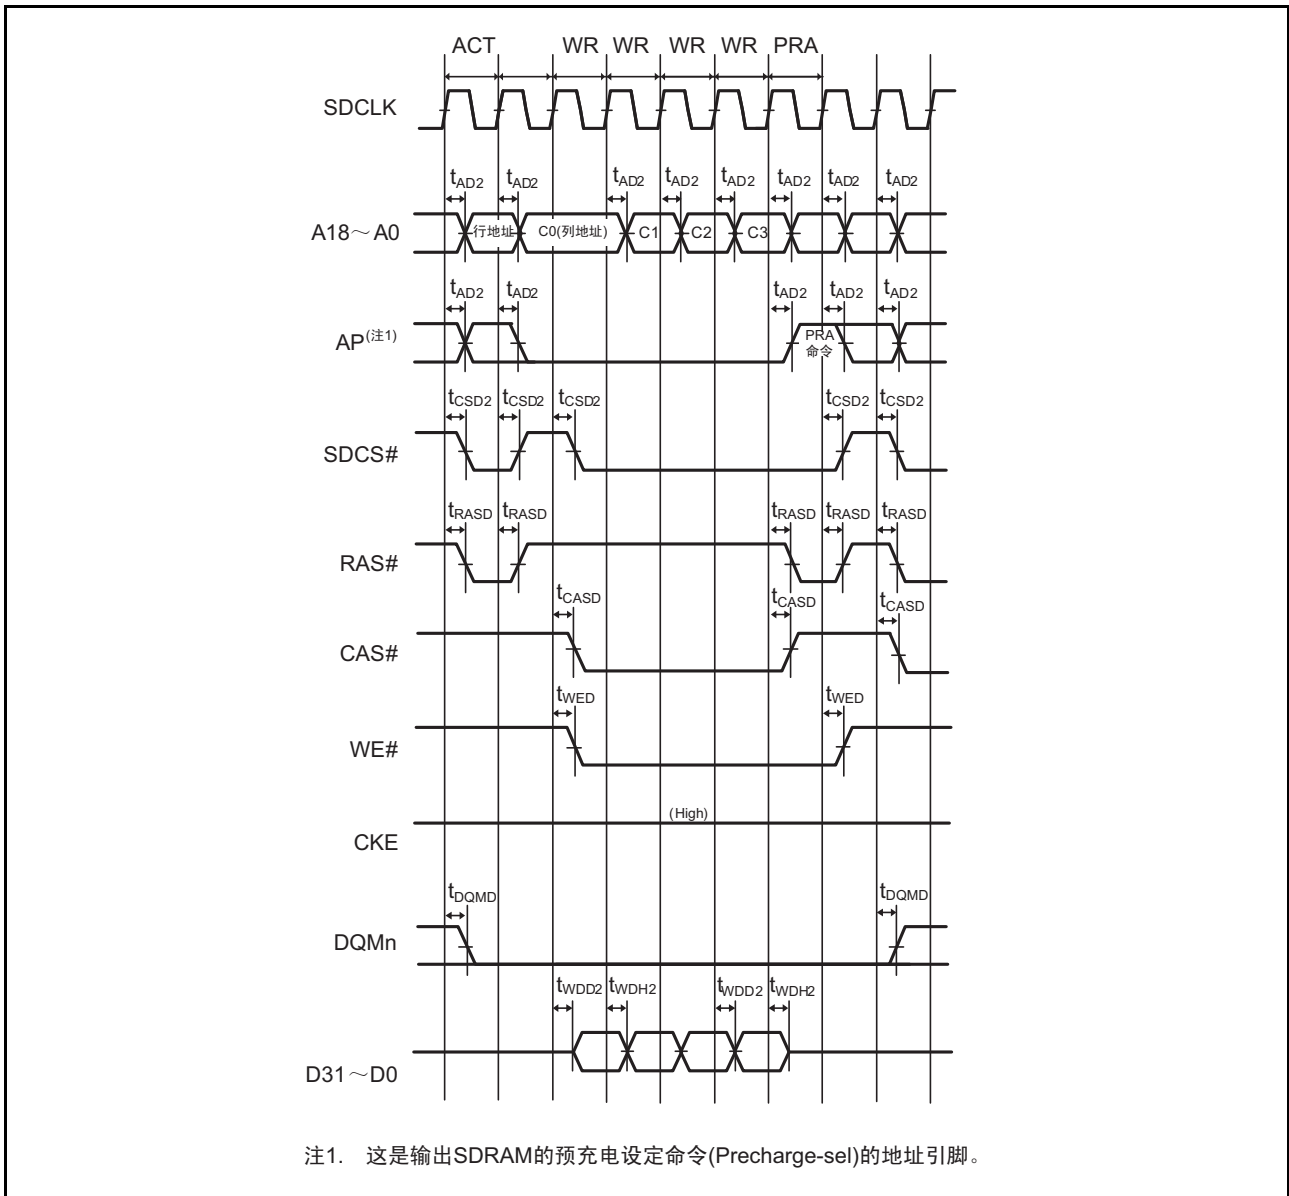 ACT WR WR WR WR PRA
SDCLK
tAD2 tAD2 tAD2 tAD2 tAD2 tAD2 tAD2 tAD2
A18～A0 行地址 C0(列地址) C1 C2 C3
tAD2 tAD2 tAD2 tAD2 tAD2
AP(注1) PRA
命令
tCSD2 tCSD2 tCSD2 tCSD2 tCSD2
SDCS#
tRASD tRASD tRASD tRASD tRASD
RAS#
tCASD tCASD tCASD
CAS#
tWED tWED
WE#
(High)
CKE
tDQMD tDQMD
DQMn
tWDD2 tWDH2 tWDD2 tWDH2
D31～D0
注1. 这是输出SDRAM的预充电设定命令(Precharge-sel)的地址引脚。